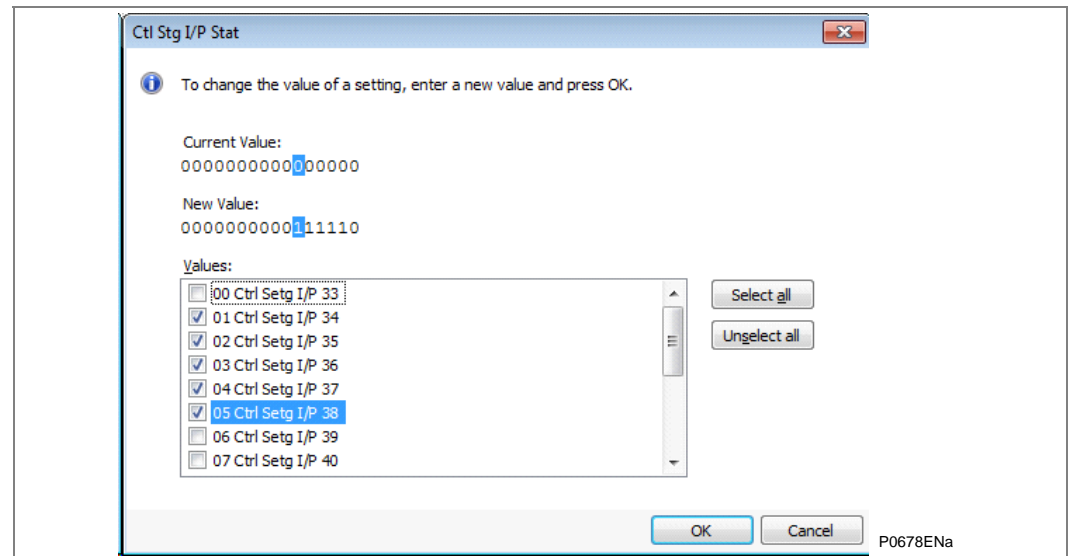 Ctl Stg I/P Stat
To change the value of a setting, enter a new value and press OK.
Current Value:
0000000000000000
New Value:
0000000000111110
Values:
00 Ctrl Setg I/P 33
01 Ctrl Setg I/P 34
02 Ctrl Setg I/P 35
03 Ctrl Setg I/P 36
04 Ctrl Setg I/P 37
05 Ctrl Setg I/P 38
06 Ctrl Setg I/P 39
07 Ctrl Setg I/P 40
Select all
Unselect all
OK Cancel
P0678ENa